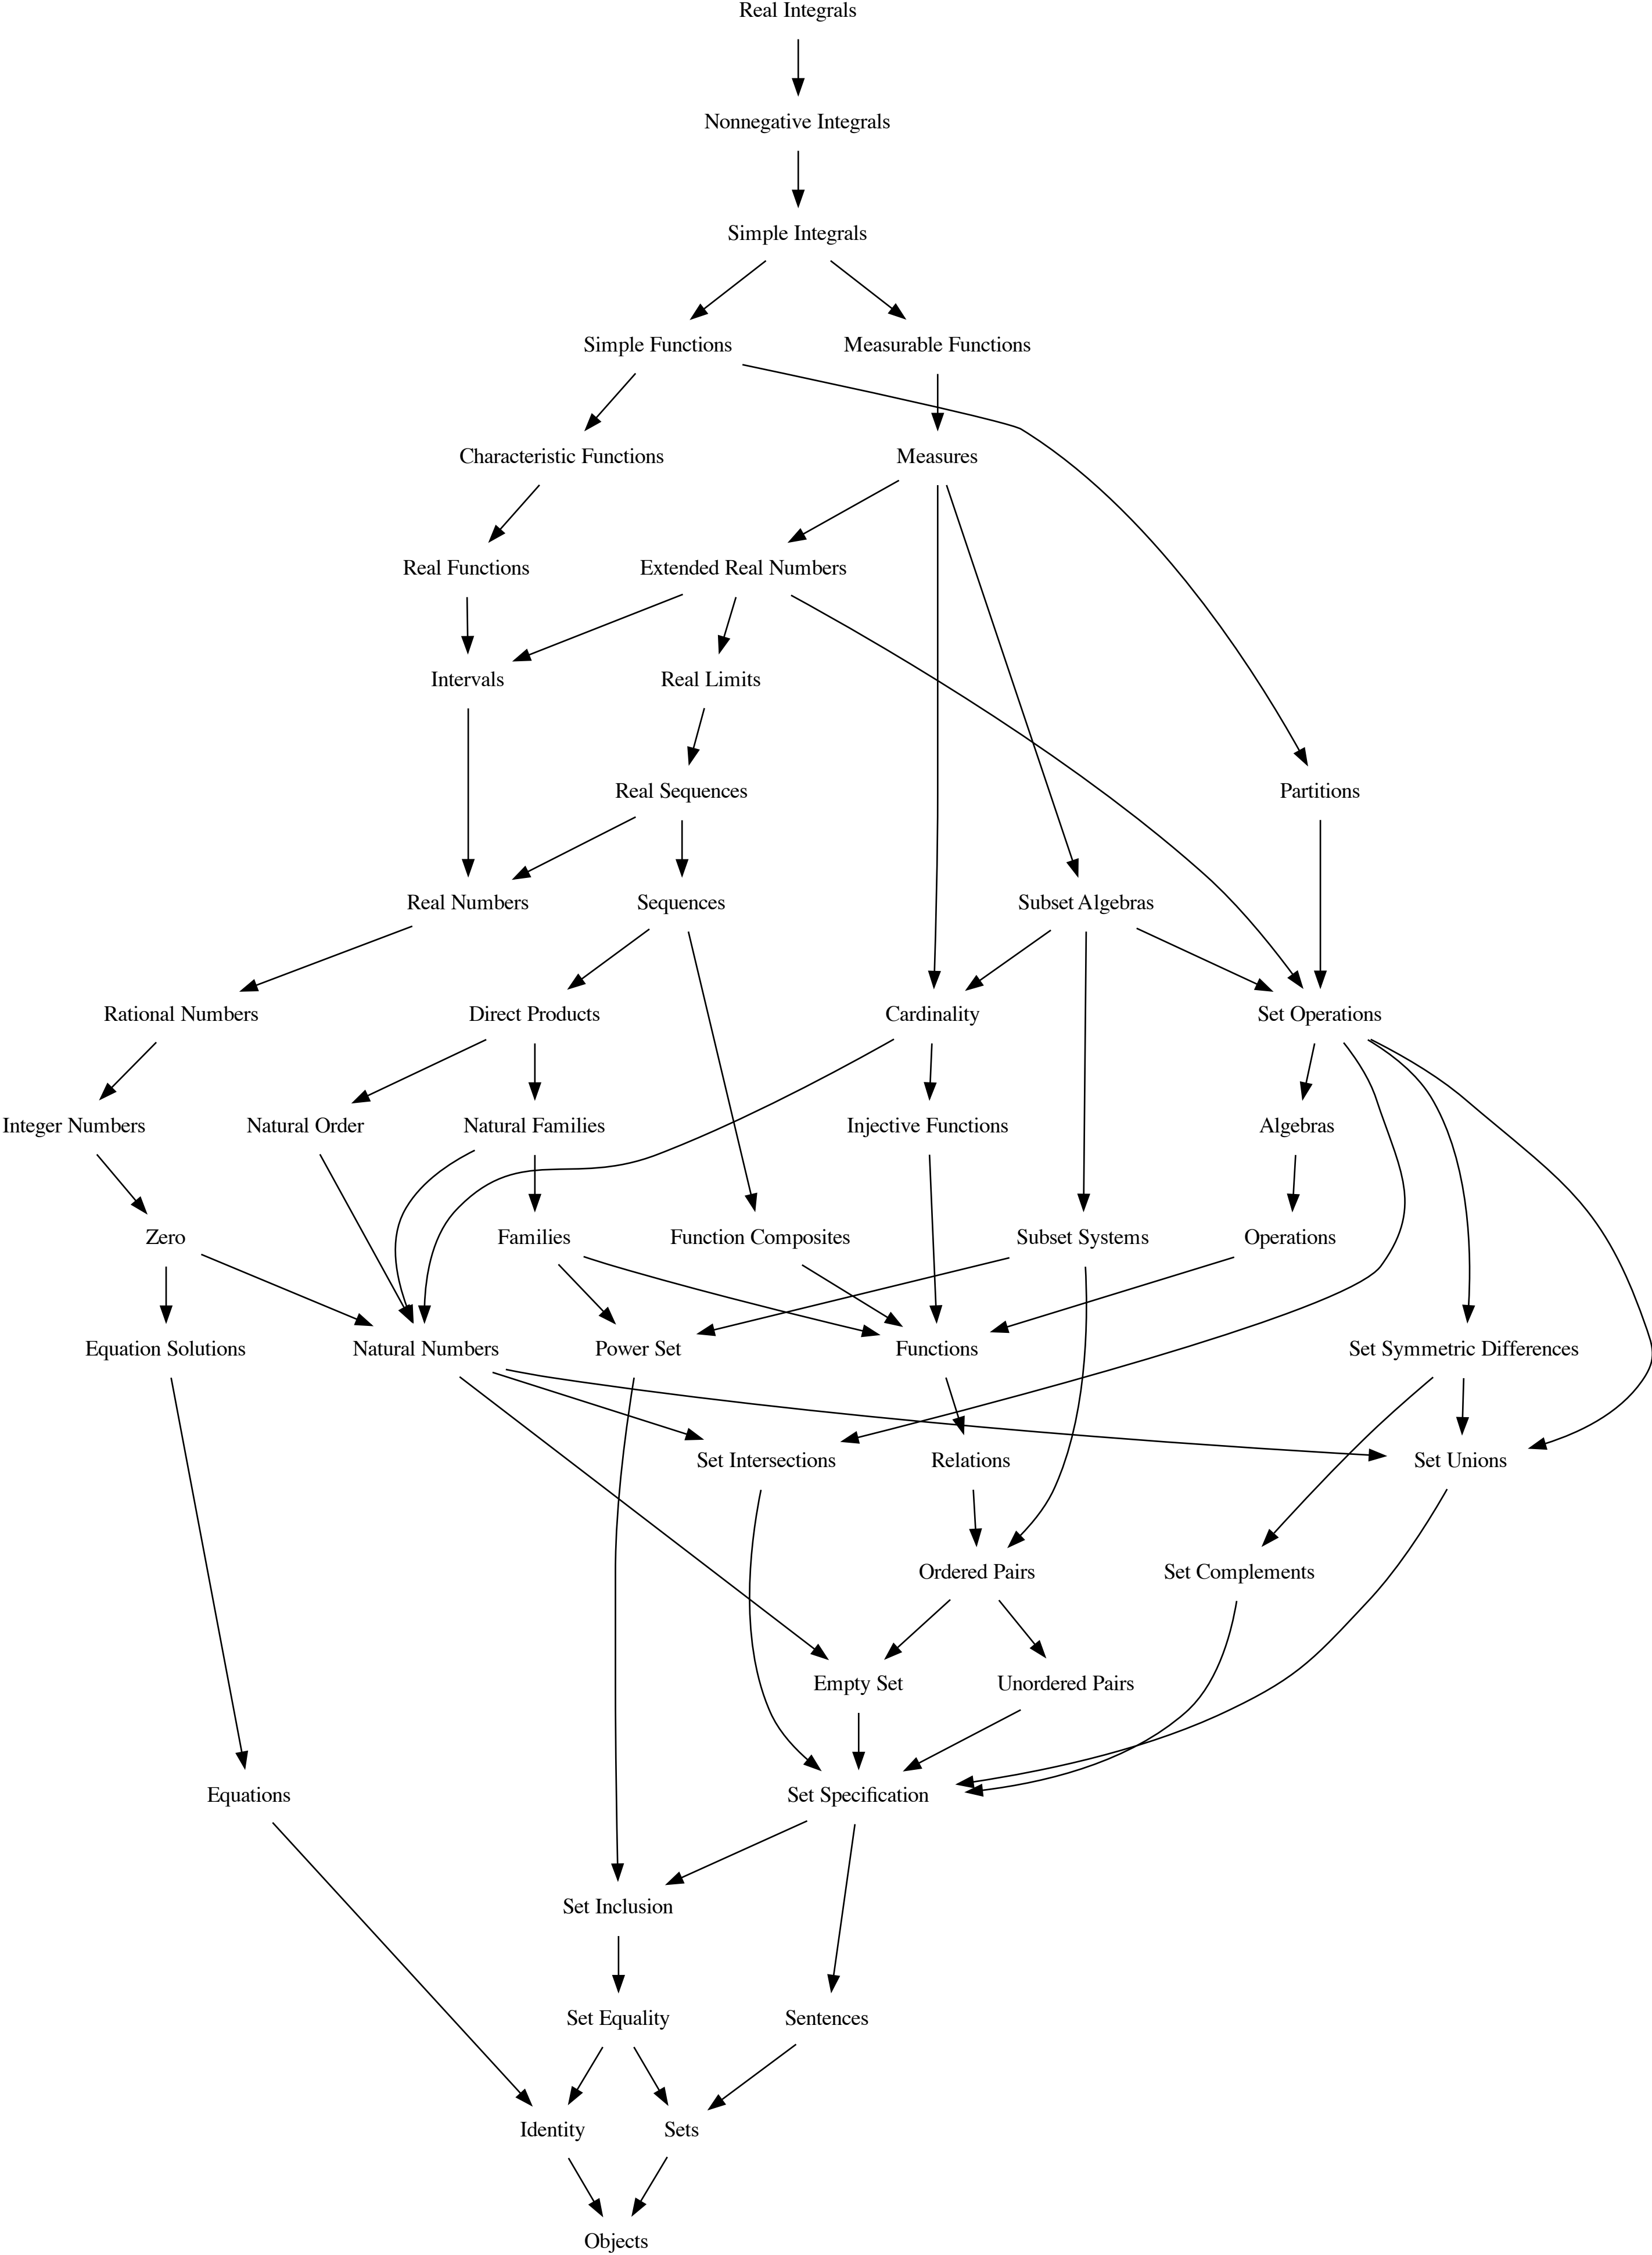 Real Integrals
Nonnegative Integrals
Simple Integrals
Simple Functions
Measurable Functions
Characteristic Functions
Measures
Real Functions
Extended Real Numbers
Intervals
Real Limits
Real Sequences
Partitions
Real Numbers
Sequences
Subset Algebras
Rational Numbers
Direct Products
Cardinality
Set Operations
Integer Numbers
Natural Order
Natural Families
Injective Functions
Algebras
Zero
Families
Function Composites
Subset Systems
Operations
Equation Solutions
Natural Numbers
Power Set
Functions
Set Symmetric Differences
Set Intersections
Relations
Set Unions
Ordered Pairs
Set Complements
Empty Set
Unordered Pairs
Equations
Set Specification
Set Inclusion
Set Equality
Sentences
Identity
Sets
Objects